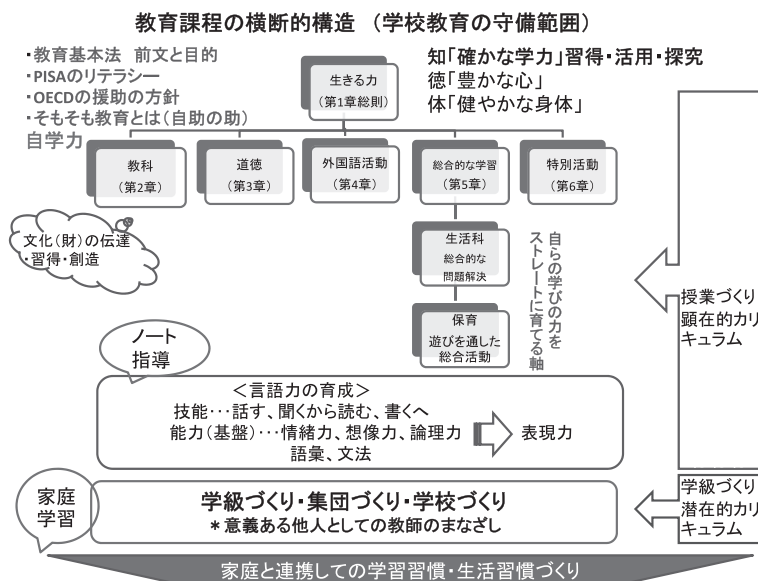 教育課程の横断的構造 （学校教育の守備範囲）
・教育基本法 前文と目的
・PISAのリテラシー
・OECDの援助の方針
・そもそも教育とは（自助の助）
自学力
知「確かな学力」習得・活用・探究
徳「豊かな心」
体「健やかな身体」
生きる力
（第1章総則）
教科
（第2章）
道徳
（第3章）
外国語活動
（第4章）
総合的な学習
（第5章）
特別活動
（第6章）
文化（財）の伝達
・習得・創造
生活科
総合的な
問題解決
自らの学びの力を
ストレートに育てる軸
保育
遊びを通した
総合活動
授業づくり
顕在的カリ
キュラム
ノート
指導
＜言語力の育成＞
技能･･･話す、聞くから読む、書くへ
能力（基盤）･･･情緒力、想像力、論理力
表現力
語彙、文法
家庭
学習
学級づくり・集団づくり・学校づくり
＊意義ある他人としての教師のまなざし
学級づくり
潜在的カリ
キュラム
家庭と連携しての学習習慣・生活習慣づくり